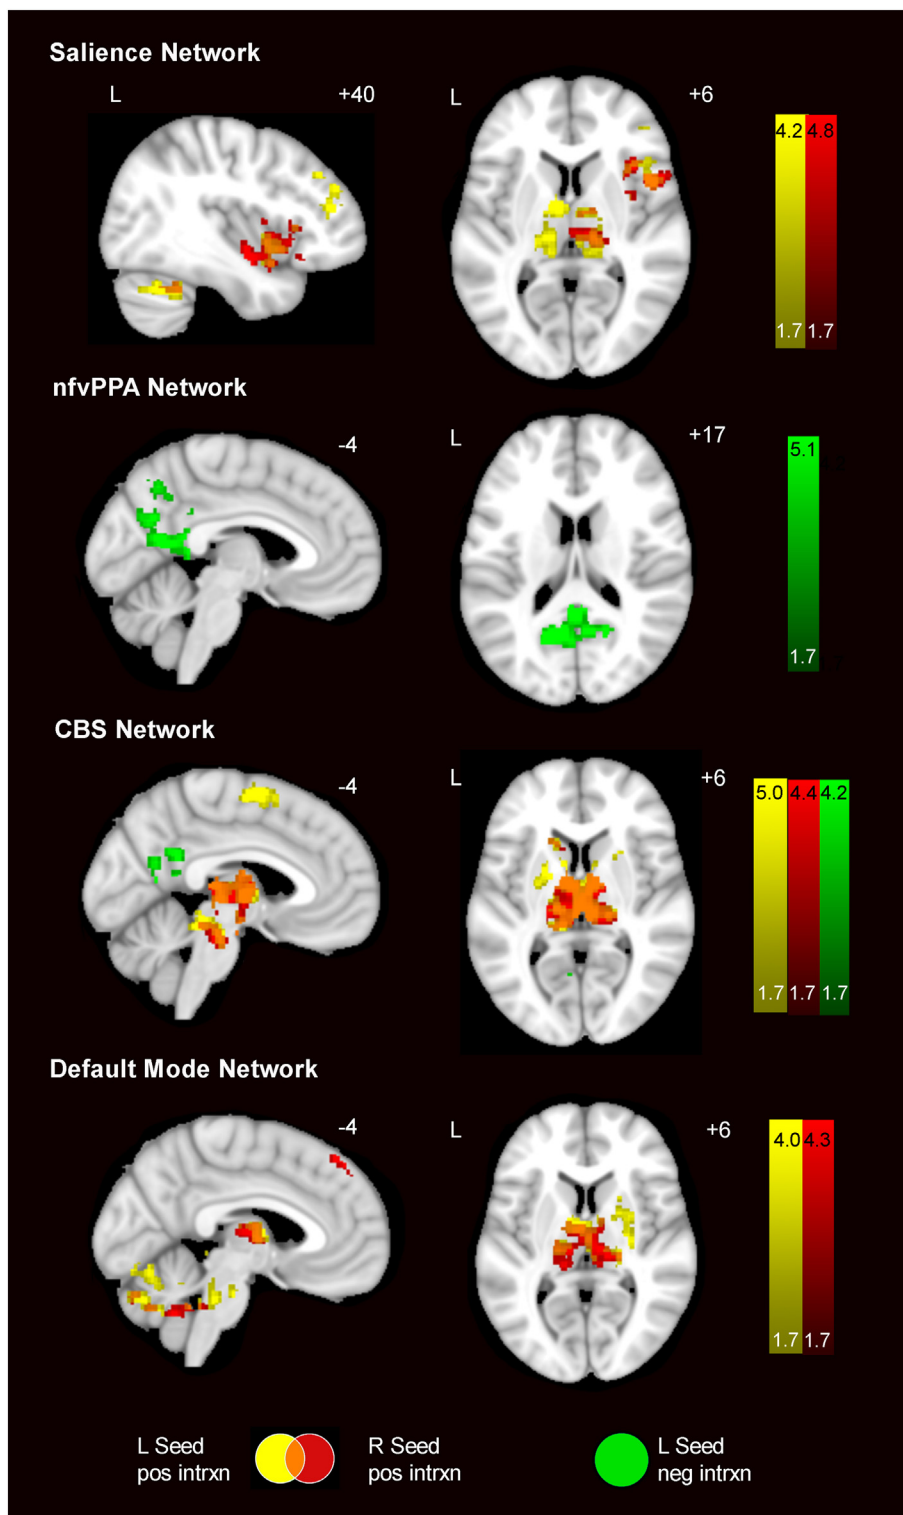 Salience Network
L +40 L +6
4.2 4.8
1.7 1.7
nfvPPA Network
-4 L +17
5.1
1.7
CBS Network
-4 L +6
5.0 4.4 4.2
1.7 1.7 1.7
Default Mode Network
-4 L +6
4.0 4.3
1.7 1.7
L Seed R Seed L Seed
pos intrxn pos intrxn neg intrxn